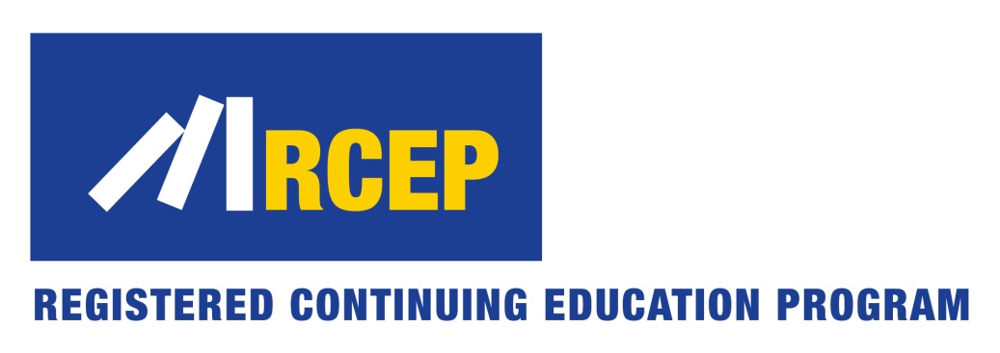 RCEP
REGISTERED CONTINUING EDUCATION PROGRAM